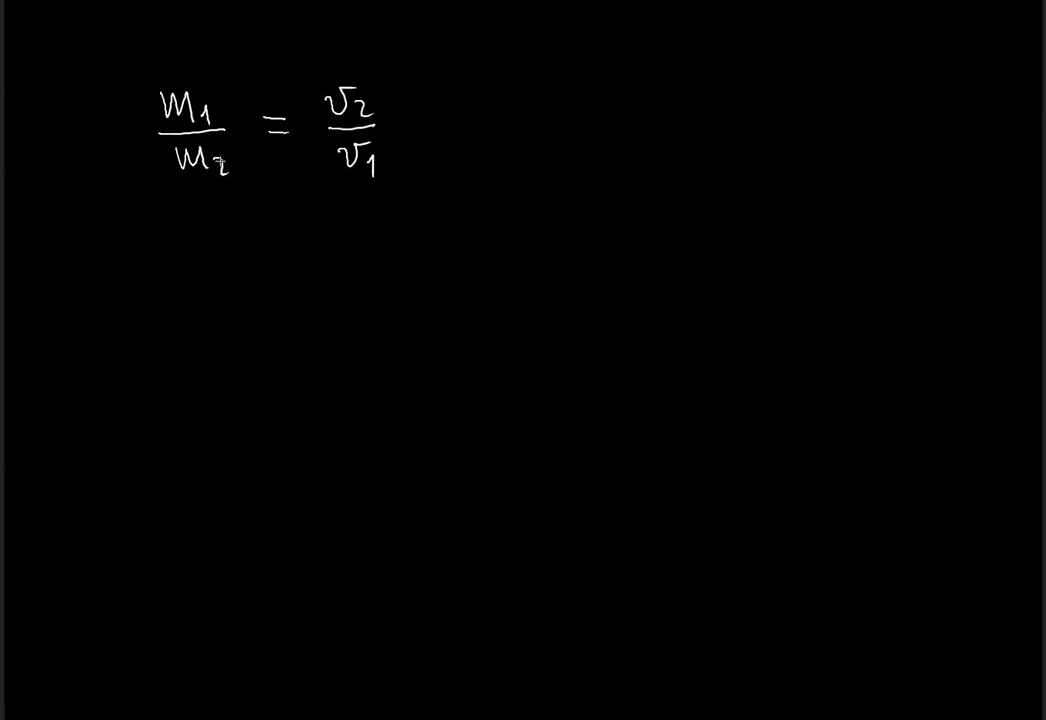 m₁/m₂ = v₂/v₁